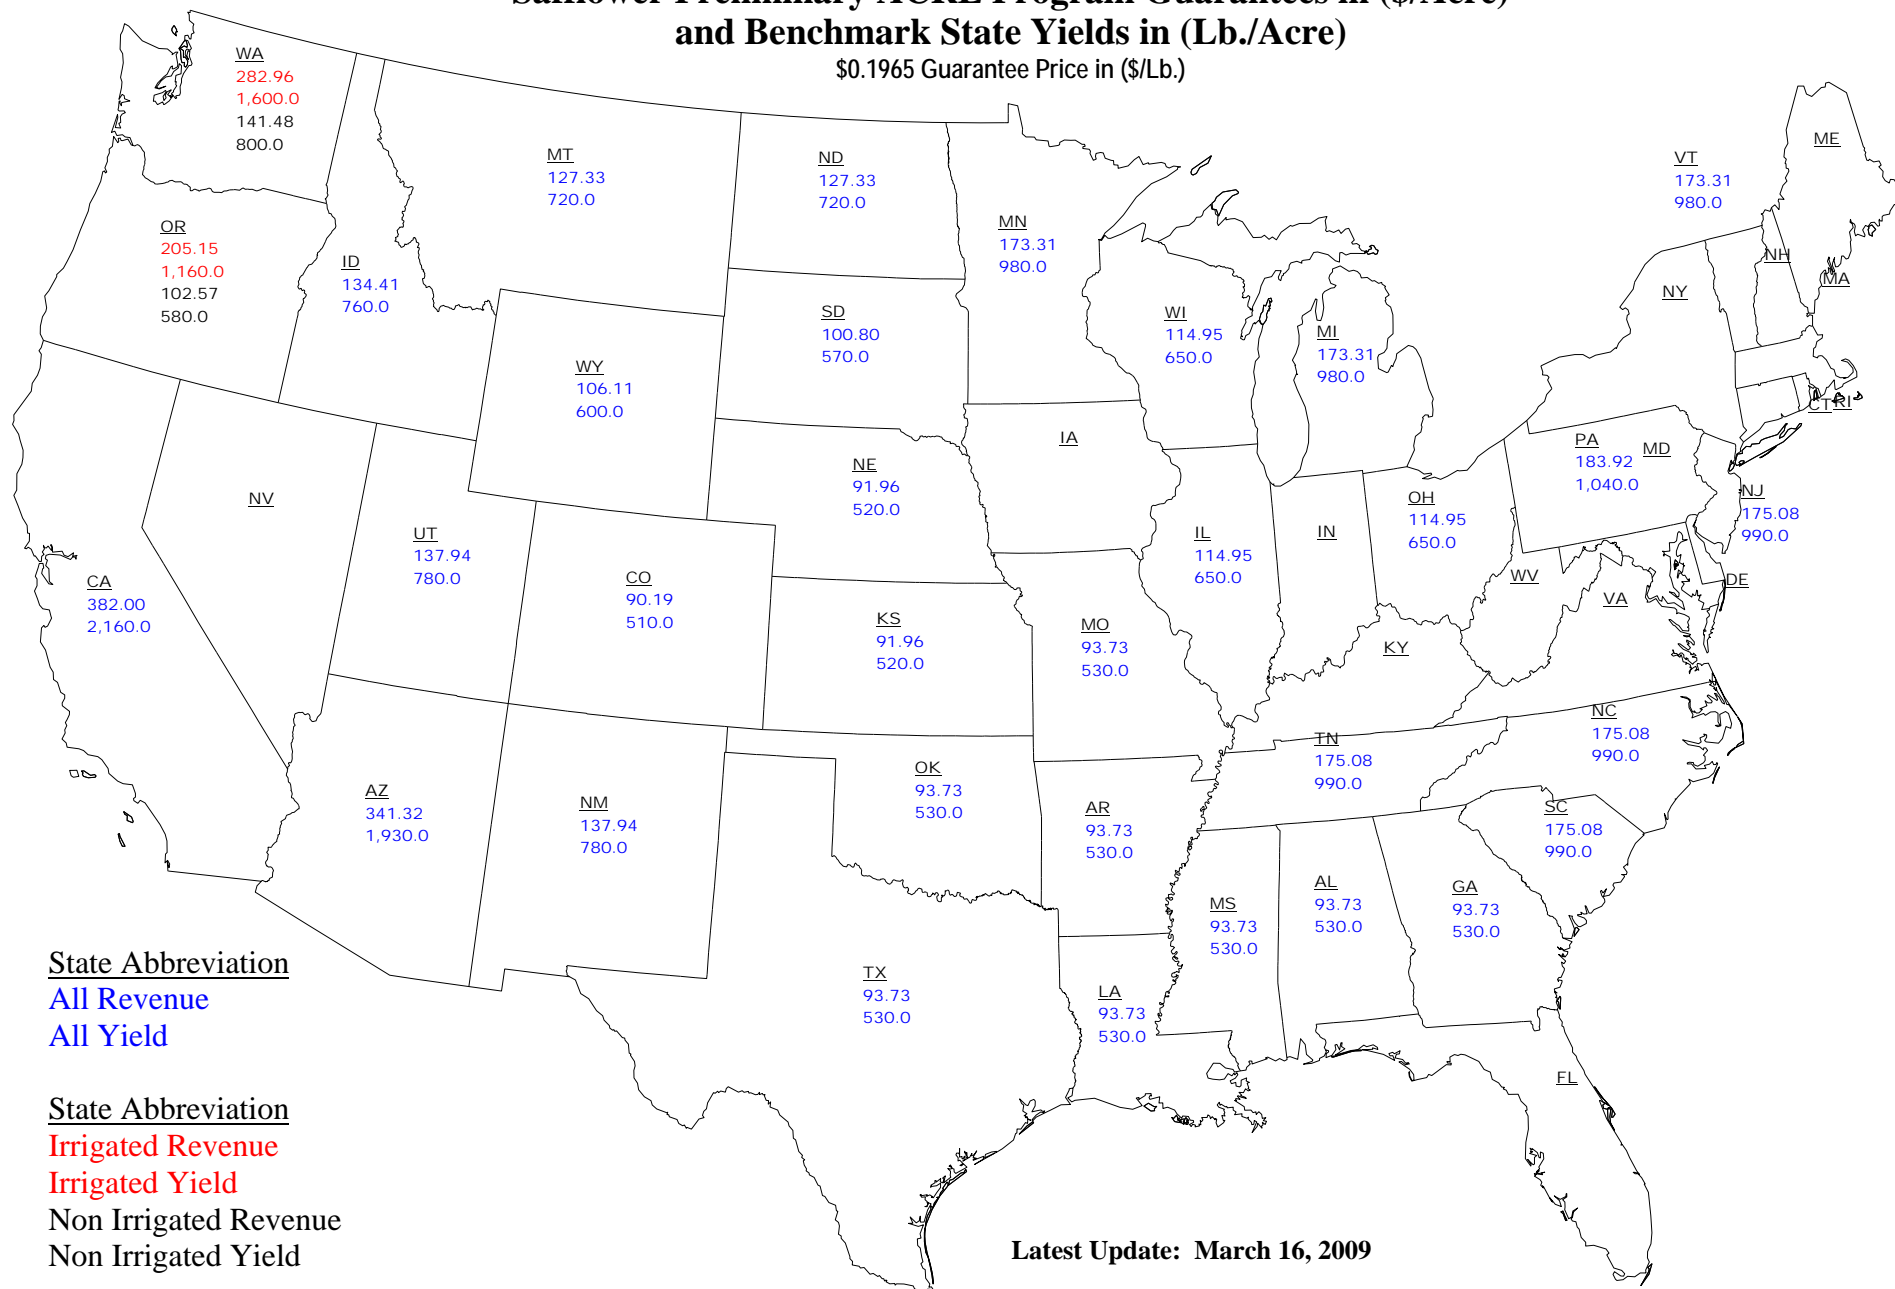 Safflower Preliminary ACRE Program Guarantees in ($/Acre)
and Benchmark State Yields in (Lb./Acre)
$0.1965 Guarantee Price in ($/Lb.)
WA
282.96
1,600.0
141.48
800.0
OR
205.15
1,160.0
102.57
580.0
ID
134.41
760.0
MT
127.33
720.0
ND
127.33
720.0
MN
173.31
980.0
SD
100.80
570.0
WY
106.11
600.0
WI
114.95
650.0
MI
173.31
980.0
VT
173.31
980.0
ME
NH
MA
NY
CT
RI
IA
NE
91.96
520.0
NV
UT
137.94
780.0
CO
90.19
510.0
CA
382.00
2,160.0
KS
91.96
520.0
MO
93.73
530.0
IL
114.95
650.0
IN
OH
114.95
650.0
PA
183.92
1,040.0
MD
NJ
175.08
990.0
DE
WV
VA
KY
TN
175.08
990.0
NC
175.08
990.0
SC
175.08
990.0
AZ
341.32
1,930.0
NM
137.94
780.0
OK
93.73
530.0
AR
93.73
530.0
MS
93.73
530.0
AL
93.73
530.0
GA
93.73
530.0
TX
93.73
530.0
LA
93.73
530.0
FL
State Abbreviation
All Revenue
All Yield
State Abbreviation
Irrigated Revenue
Irrigated Yield
Non Irrigated Revenue
Non Irrigated Yield
Latest Update: March 16, 2009